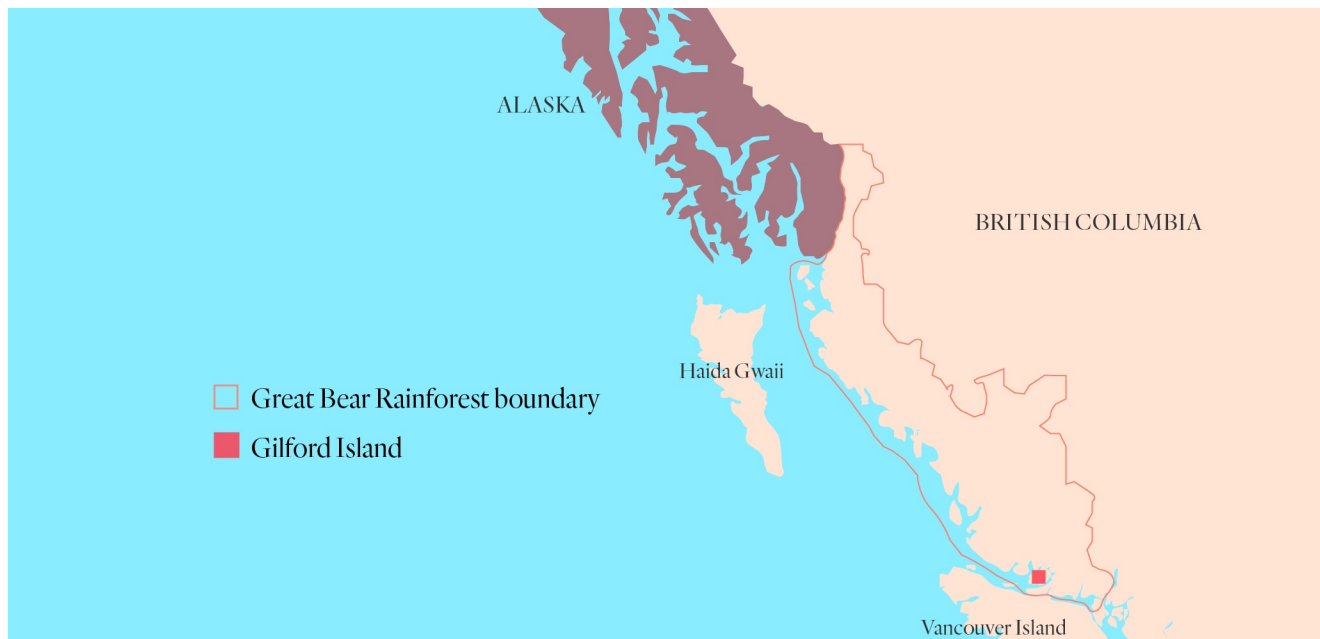 ALASKA
BRITISH COLUMBIA
Haida Gwaii
Great Bear Rainforest boundary
Gilford Island
Vancouver Island